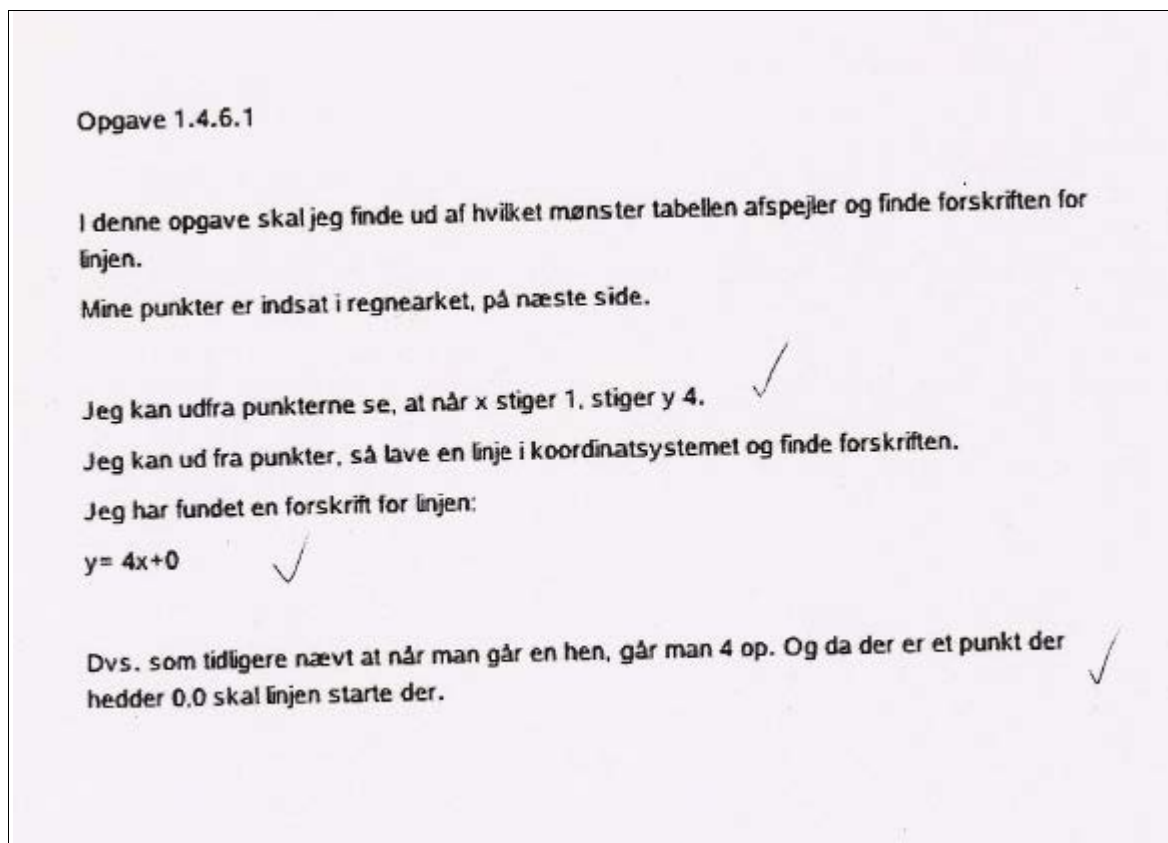 Opgave 1.4.6.1
I denne opgave skal jeg finde ud af hvilket mønster tabellen afspejler og finde forskriften for
linjen.
Mine punkter er indsat i regnearket, på næste side.
Jeg kan udfra punkterne se, at når x stiger 1, stiger y 4.
Jeg kan ud fra punkter, så lave en linje i koordinatsystemet og finde forskriften.
Jeg har fundet en forskrift for linjen:
y= 4x+0
Dvs. som tidligere nævt at når man går en hen, går man 4 op. Og da der er et punkt der
hedder 0.0 skal linjen starte der.